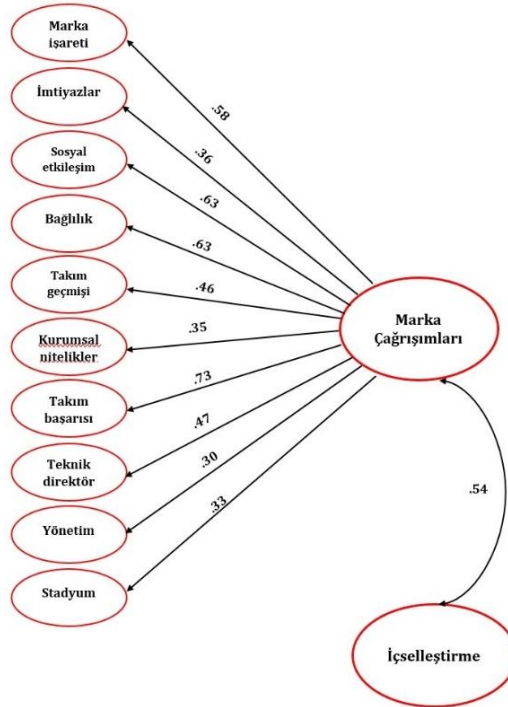 Marka
işareti
.58
İmtiyazlar
.36
Sosyal
etkileşim
.63
Bağlılık
.63
Takım
geçmişi
.46
Kurumsal
nitelikler
.35
Takım
başarısı
.73
Teknik
direktör
.47
Yönetim
.30
Stadyum
.33
Marka
Çağrışımları
.54
İçselleştirme